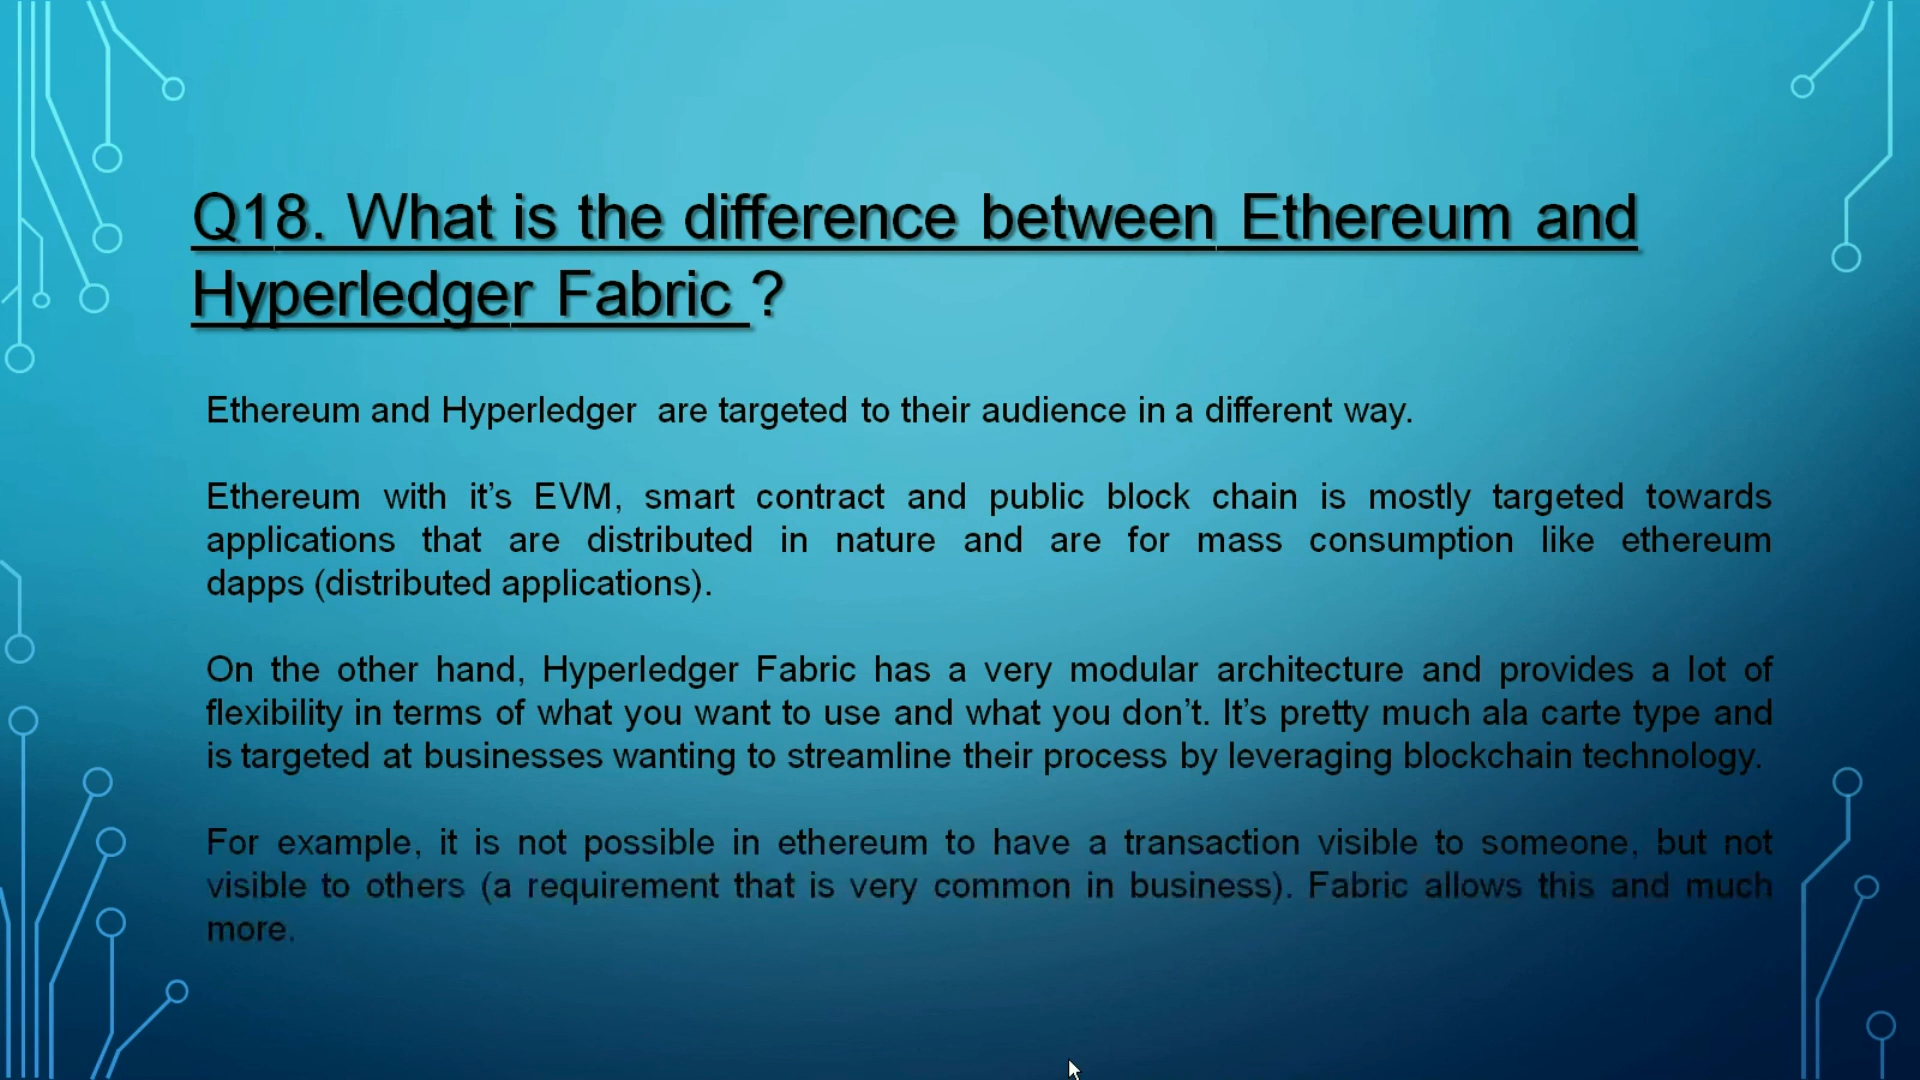 Q18. What is the difference between Ethereum and
Hyperledger Fabric ?
Ethereum and Hyperledger are targeted to their audience in a different way.
Ethereum with it’s EVM, smart contract and public block chain is mostly targeted towards
applications that are distributed in nature and are for mass consumption like ethereum
dapps (distributed applications).
On the other hand, Hyperledger Fabric has a very modular architecture and provides a lot of
flexibility in terms of what you want to use and what you don’t. It’s pretty much ala carte type and
is targeted at businesses wanting to streamline their process by leveraging blockchain technology.
For example, it is not possible in ethereum to have a transaction visible to someone, but not
visible to others (a requirement that is very common in business). Fabric allows this and much
more.